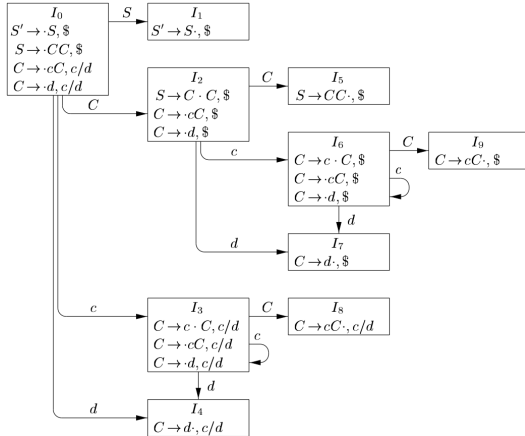 I₀
S′ → ·S, $
S → ·CC, $
C → ·cC, c/d
C → ·d, c/d
S
I₁
S′ → S·, $
C
I₂
S → C · C, $
C → ·cC, $
C → ·d, $
C
I₅
S → CC·, $
c
I₆
C → c · C, $
C → ·cC, $
C → ·d, $
C
I₉
C → cC·, $
c
d
d
I₇
C → d·, $
c
I₃
C → c · C, c/d
C → ·cC, c/d
C → ·d, c/d
C
I₈
C → cC·, c/d
c
d
d
I₄
C → d·, c/d